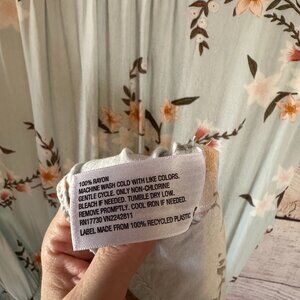 100% RAYON
MACHINE WASH COLD WITH LIKE COLORS.
GENTLE CYCLE. ONLY NON-CHLORINE
BLEACH IF NEEDED. TUMBLE DRY LOW.
REMOVE PROMPTLY. COOL IRON IF NEEDED.
RN17730 VN2242811
LABEL MADE FROM 100% RECYCLED PLASTIC